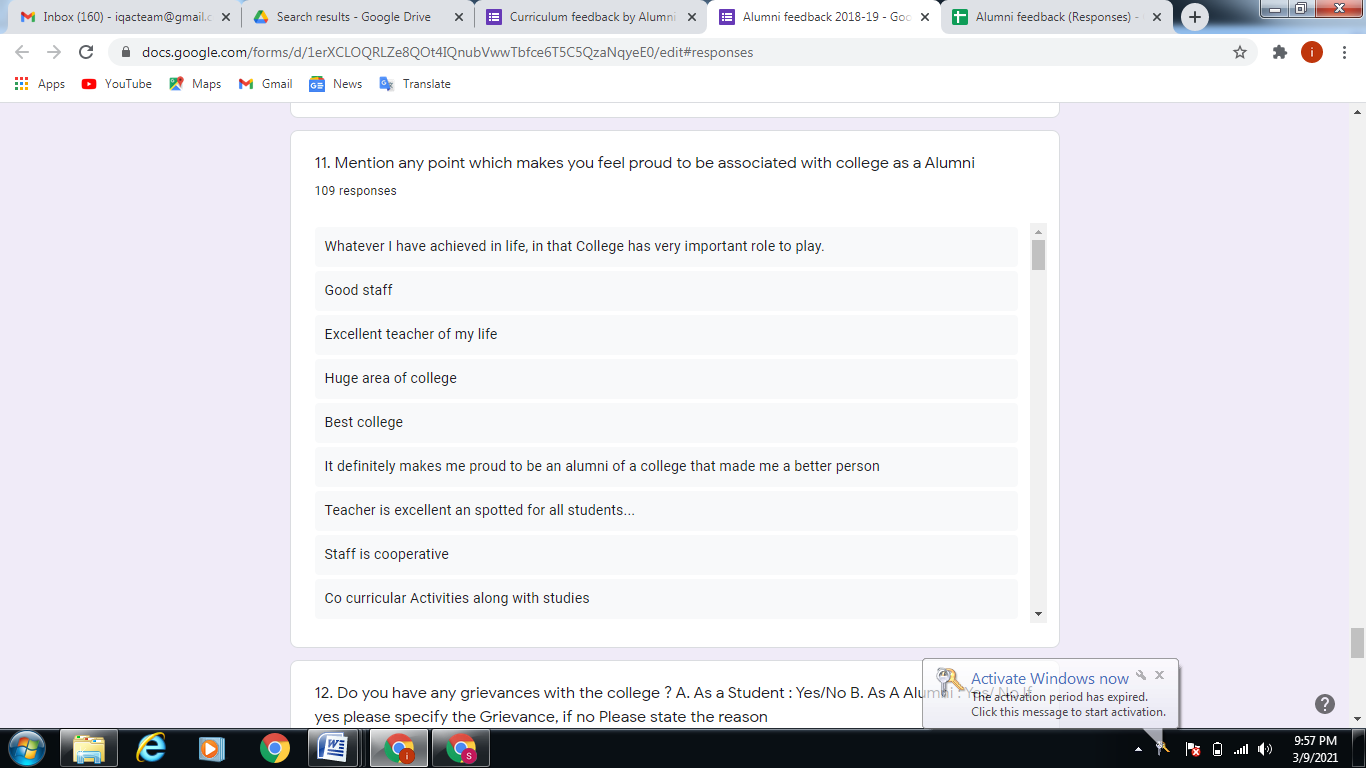 Inbox (160) - iqacteam@gmail.c
Search results - Google Drive
Curriculum feedback by Alumni
Alumni feedback 2018-19 - Goo
Alumni feedback (Responses) -
docs.google.com/forms/d/1erXCLOQRLZe8QOt4IQnubVwwTbfce6T5C5QzaNqyeE0/edit#responses
i
Apps
YouTube
Maps
Gmail
News
Translate
11. Mention any point which makes you feel proud to be associated with college as a Alumni
109 responses
Whatever I have achieved in life, in that College has very important role to play.
Good staff
Excellent teacher of my life
Huge area of college
Best college
It definitely makes me proud to be an alumni of a college that made me a better person
Teacher is excellent an spotted for all students...
Staff is cooperative
Co curricular Activities along with studies
12. Do you have any grievances with the college ? A. As a Student : Yes/No B. As A Alumni : Yes/ No If
yes please specify the Grievance, if no Please state the reason
Activate Windows now
The activation period has expired.
Click this message to start activation.
9:57 PM
3/9/2021